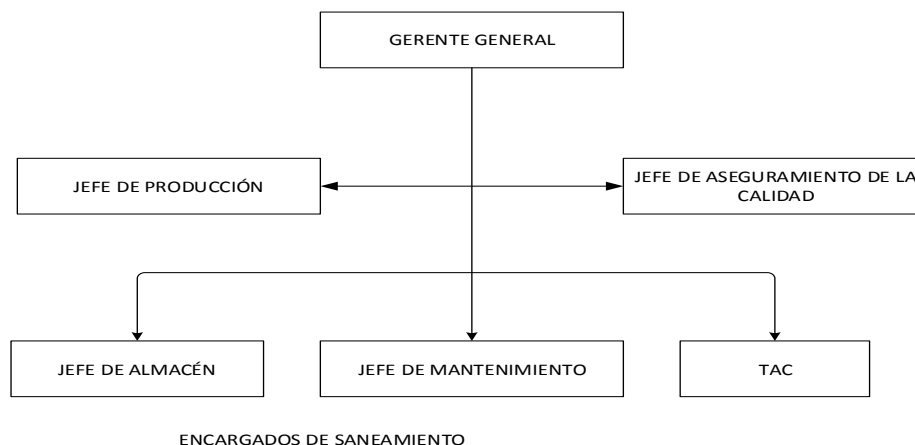 GERENTE GENERAL
JEFE DE PRODUCCIÓN
JEFE DE ASEGURAMIENTO DE LA
CALIDAD
JEFE DE ALMACÉN
JEFE DE MANTENIMIENTO
TAC
ENCARGADOS DE SANEAMIENTO